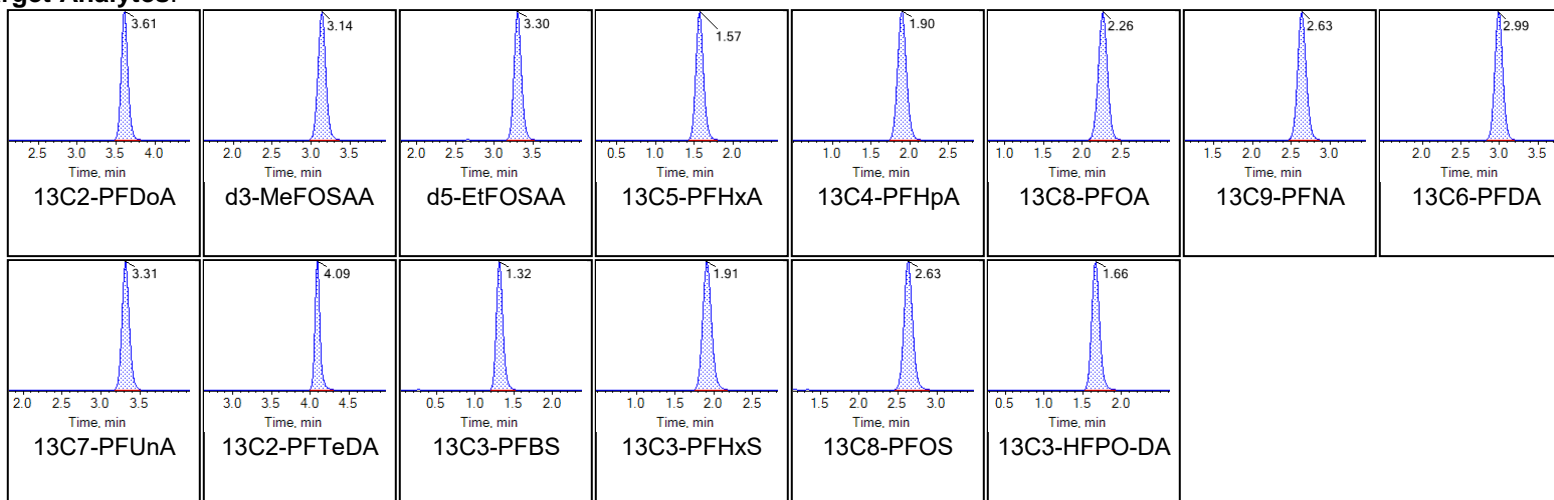 rget Analytes:
3.61 3.14 3.30 1.57 1.90 2.26 2.63 2.99
2.5 3.0 3.5 4.0 2.0 2.5 3.0 3.5 2.0 2.5 3.0 3.5 0.5 1.0 1.5 2.0 1.0 1.5 2.0 2.5 1.0 1.5 2.0 2.5 1.5 2.0 2.5 3.0 2.0 2.5 3.0 3.5
Time, min Time, min Time, min Time, min Time, min Time, min Time, min Time, min
13C2-PFDoA d3-MeFOSAA d5-EtFOSAA 13C5-PFHxA 13C4-PFHpA 13C8-PFOA 13C9-PFNA 13C6-PFDA
3.31 4.09 1.32 1.91 2.63 1.66
2.0 2.5 3.0 3.5 3.0 3.5 4.0 4.5 0.5 1.0 1.5 2.0 1.0 1.5 2.0 2.5 1.5 2.0 2.5 3.0 0.5 1.0 1.5 2.0
Time, min Time, min Time, min Time, min Time, min Time, min
13C7-PFUnA 13C2-PFTeDA 13C3-PFBS 13C3-PFHxS 13C8-PFOS 13C3-HFPO-DA